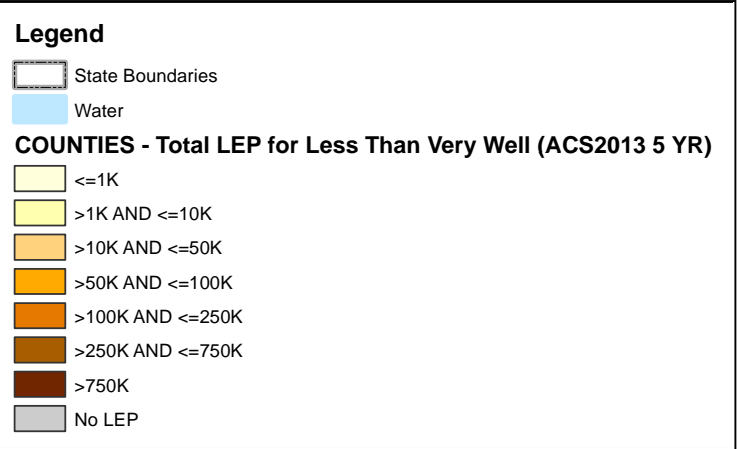 Legend
State Boundaries
Water
COUNTIES - Total LEP for Less Than Very Well (ACS2013 5 YR)
<=1K
>1K AND <=10K
>10K AND <=50K
>50K AND <=100K
>100K AND <=250K
>250K AND <=750K
>750K
No LEP